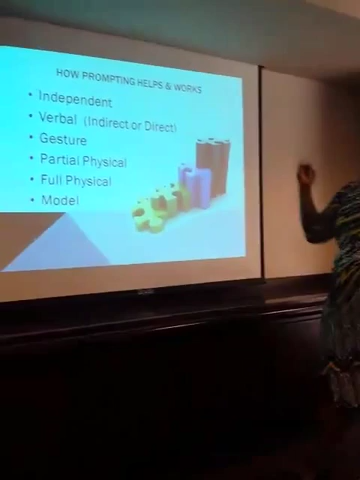 HOW PROMPTING HELPS & WORKS
• Independent
• Verbal (Indirect or Direct)
• Gesture
• Partial Physical
• Full Physical
• Model